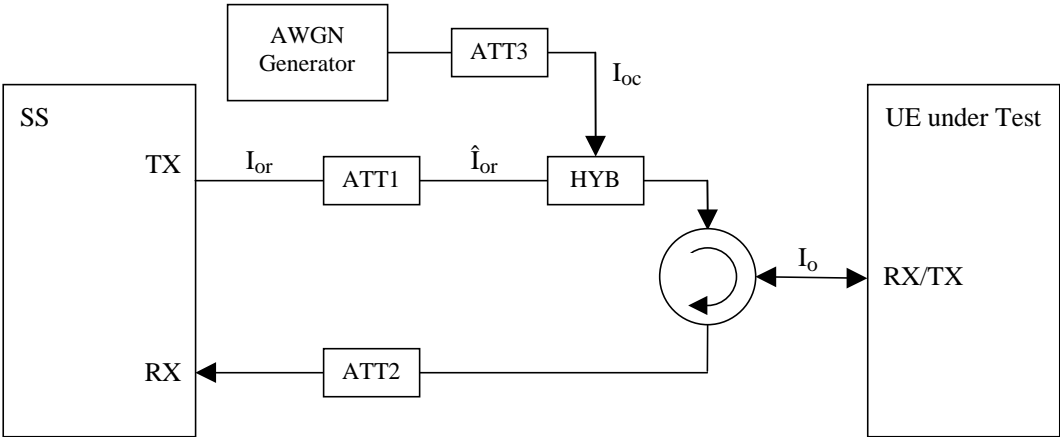 AWGN
Generator
ATT3
I_oc
SS
UE under Test
TX
I_or
ATT1
Î_or
HYB
I_o
RX/TX
RX
ATT2